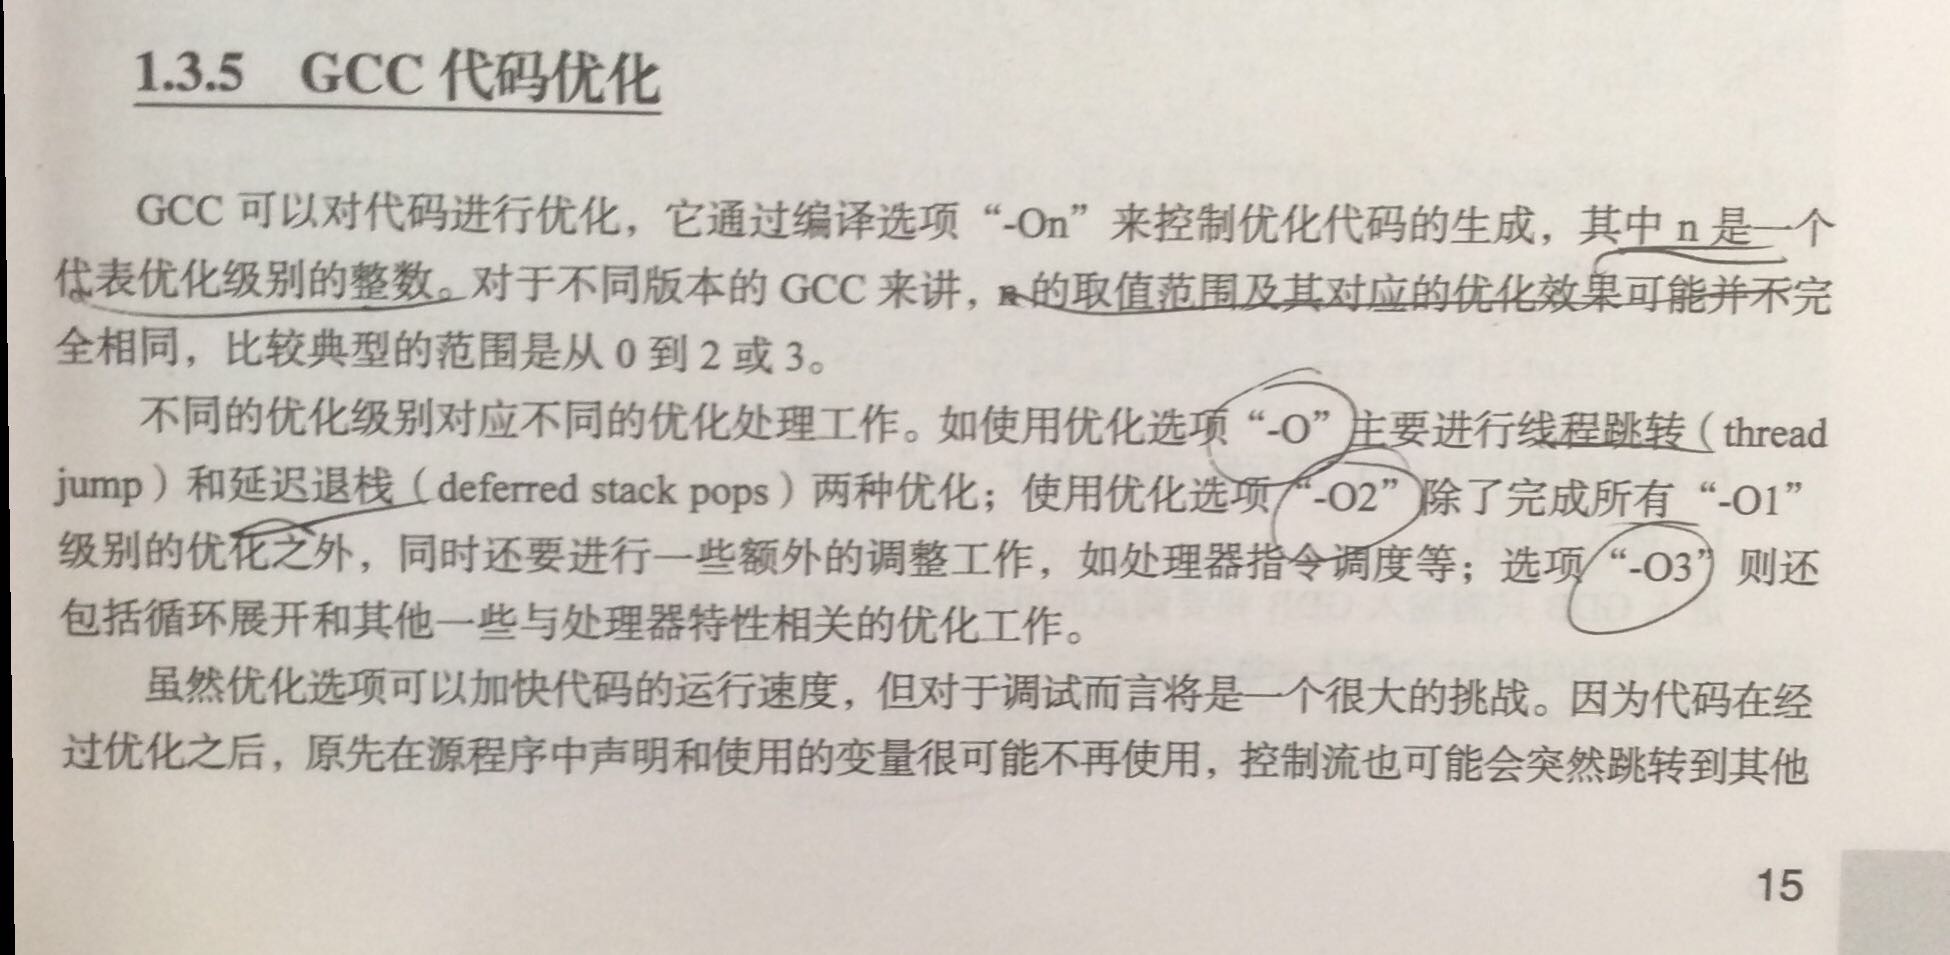 1.3.5 GCC 代码优化
GCC 可以对代码进行优化，它通过编译选项“-On”来控制优化代码的生成，其中 n 是一个
代表优化级别的整数。对于不同版本的 GCC 来讲，n 的取值范围及其对应的优化效果可能并不完
全相同，比较典型的范围是从 0 到 2 或 3。
不同的优化级别对应不同的优化处理工作。如使用优化选项“-O”主要进行线程跳转（thread
jump）和延迟退栈（deferred stack pops）两种优化；使用优化选项“-O2”除了完成所有“-O1”
级别的优化之外，同时还要进行一些额外的调整工作，如处理器指令调度等；选项“-O3”则还
包括循环展开和其他一些与处理器特性相关的优化工作。
虽然优化选项可以加快代码的运行速度，但对于调试而言将是一个很大的挑战。因为代码在经
过优化之后，原先在源程序中声明和使用的变量很可能不再使用，控制流也可能会突然跳转到其他
15